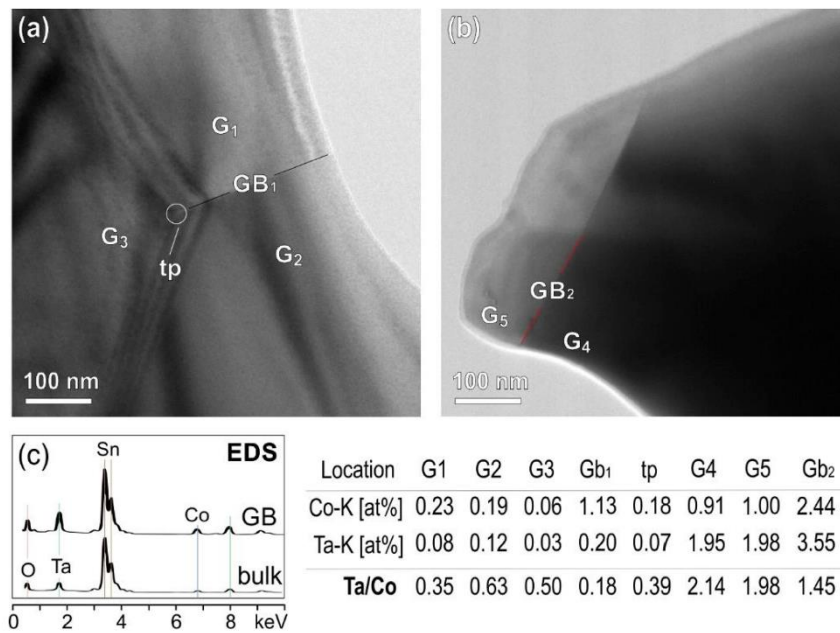 (a)
G₁
GB₁
G₃
tp
G₂
100 nm
(b)
GB₂
G₅
G₄
100 nm
(c) EDS
Sn
Co GB
O Ta bulk
0 2 4 6 8 keV
Location G1 G2 G3 Gb₁ tp G4 G5 Gb₂
Co-K [at%] 0.23 0.19 0.06 1.13 0.18 0.91 1.00 2.44
Ta-K [at%] 0.08 0.12 0.03 0.20 0.07 1.95 1.98 3.55
Ta/Co 0.35 0.63 0.50 0.18 0.39 2.14 1.98 1.45